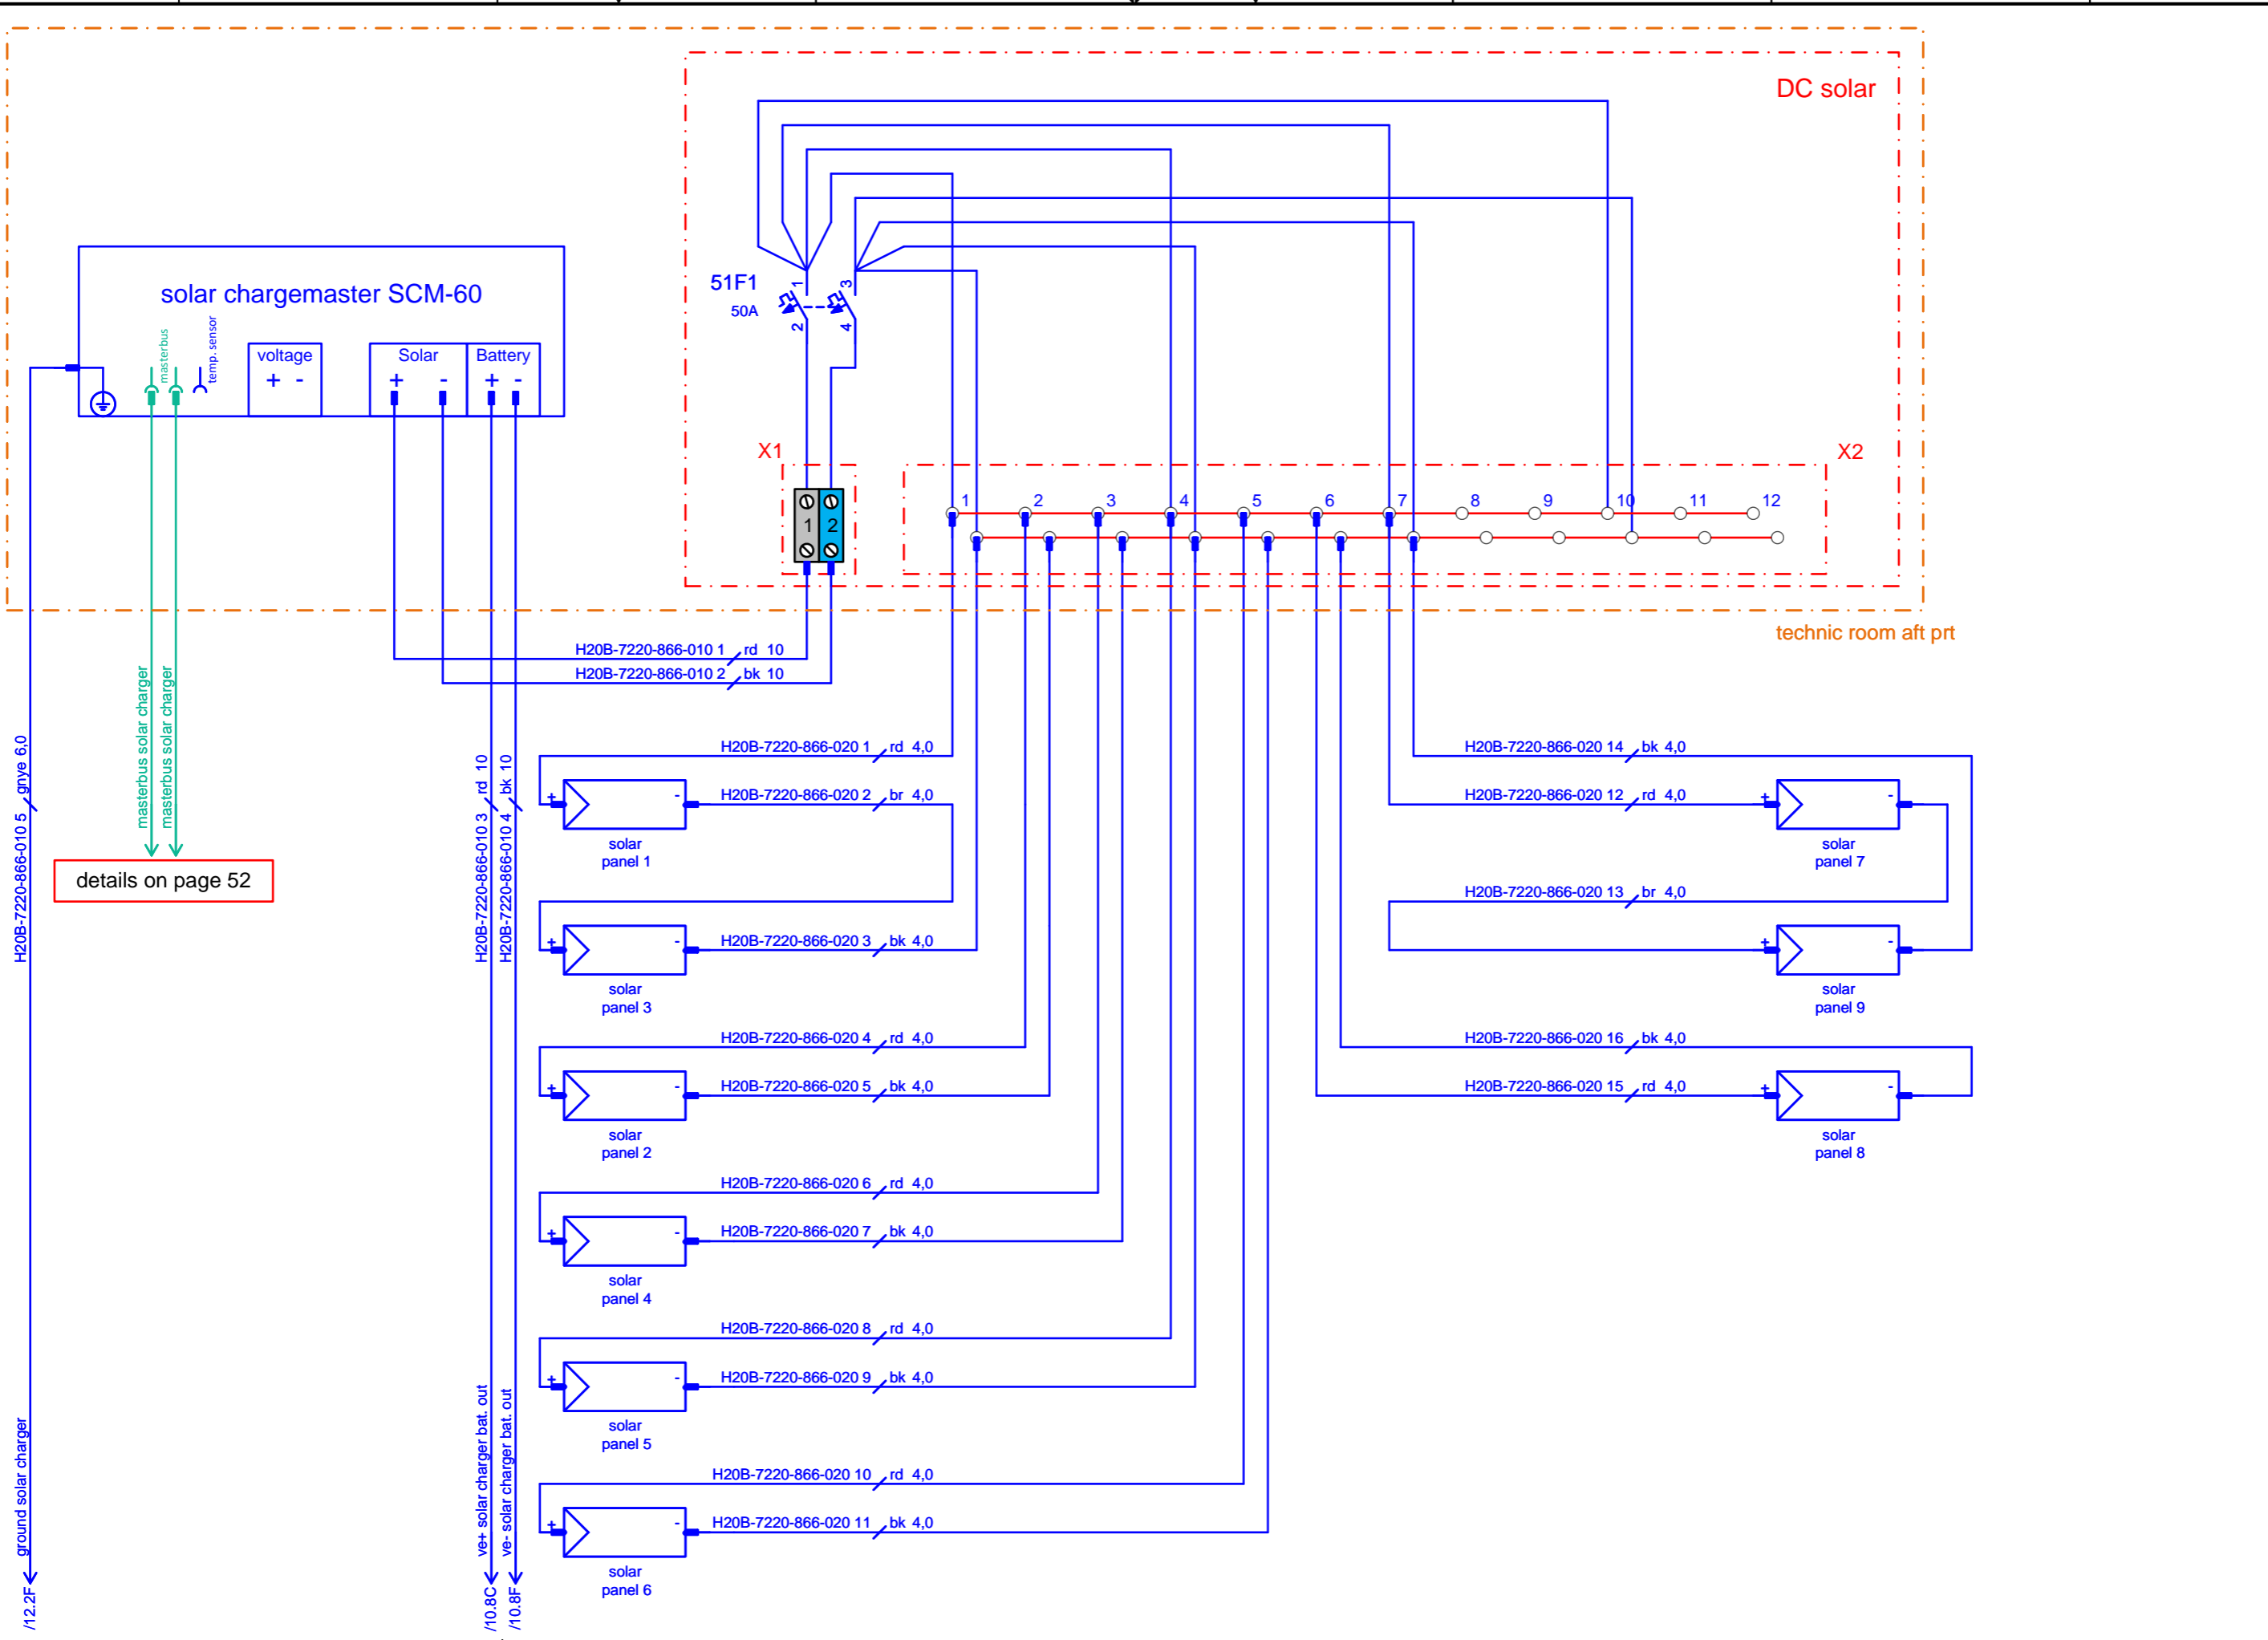 DC solar
solar chargemaster SCM-60
masterbus
temp. sensor
voltage
+ -
Solar
+ -
Battery
+ -
51F1
50A
1
2
3
4
X1
1 2
X2
1 2 3 4 5 6 7 8 9 10 11 12
technic room aft prt
H20B-7220-866-010 1 rd 10
H20B-7220-866-010 2 bk 10
H20B-7220-866-010 5 gnye 6,0
ground solar charger
/12.2F
masterbus solar charger
masterbus solar charger
details on page 52
H20B-7220-866-010 3 rd 10
ve+ solar charger bat. out
/10.8C
H20B-7220-866-010 4 bk 10
ve- solar charger bat. out
/10.8F
H20B-7220-866-020 1 rd 4,0
+ -
H20B-7220-866-020 2 br 4,0
solar
panel 1
+ -
H20B-7220-866-020 3 bk 4,0
solar
panel 3
H20B-7220-866-020 4 rd 4,0
+ -
H20B-7220-866-020 5 bk 4,0
solar
panel 2
H20B-7220-866-020 6 rd 4,0
+ -
H20B-7220-866-020 7 bk 4,0
solar
panel 4
H20B-7220-866-020 8 rd 4,0
+ -
H20B-7220-866-020 9 bk 4,0
solar
panel 5
H20B-7220-866-020 10 rd 4,0
+ -
H20B-7220-866-020 11 bk 4,0
solar
panel 6
H20B-7220-866-020 14 bk 4,0
H20B-7220-866-020 12 rd 4,0
+ -
solar
panel 7
H20B-7220-866-020 13 br 4,0
+ -
solar
panel 9
H20B-7220-866-020 16 bk 4,0
H20B-7220-866-020 15 rd 4,0
+ -
solar
panel 8